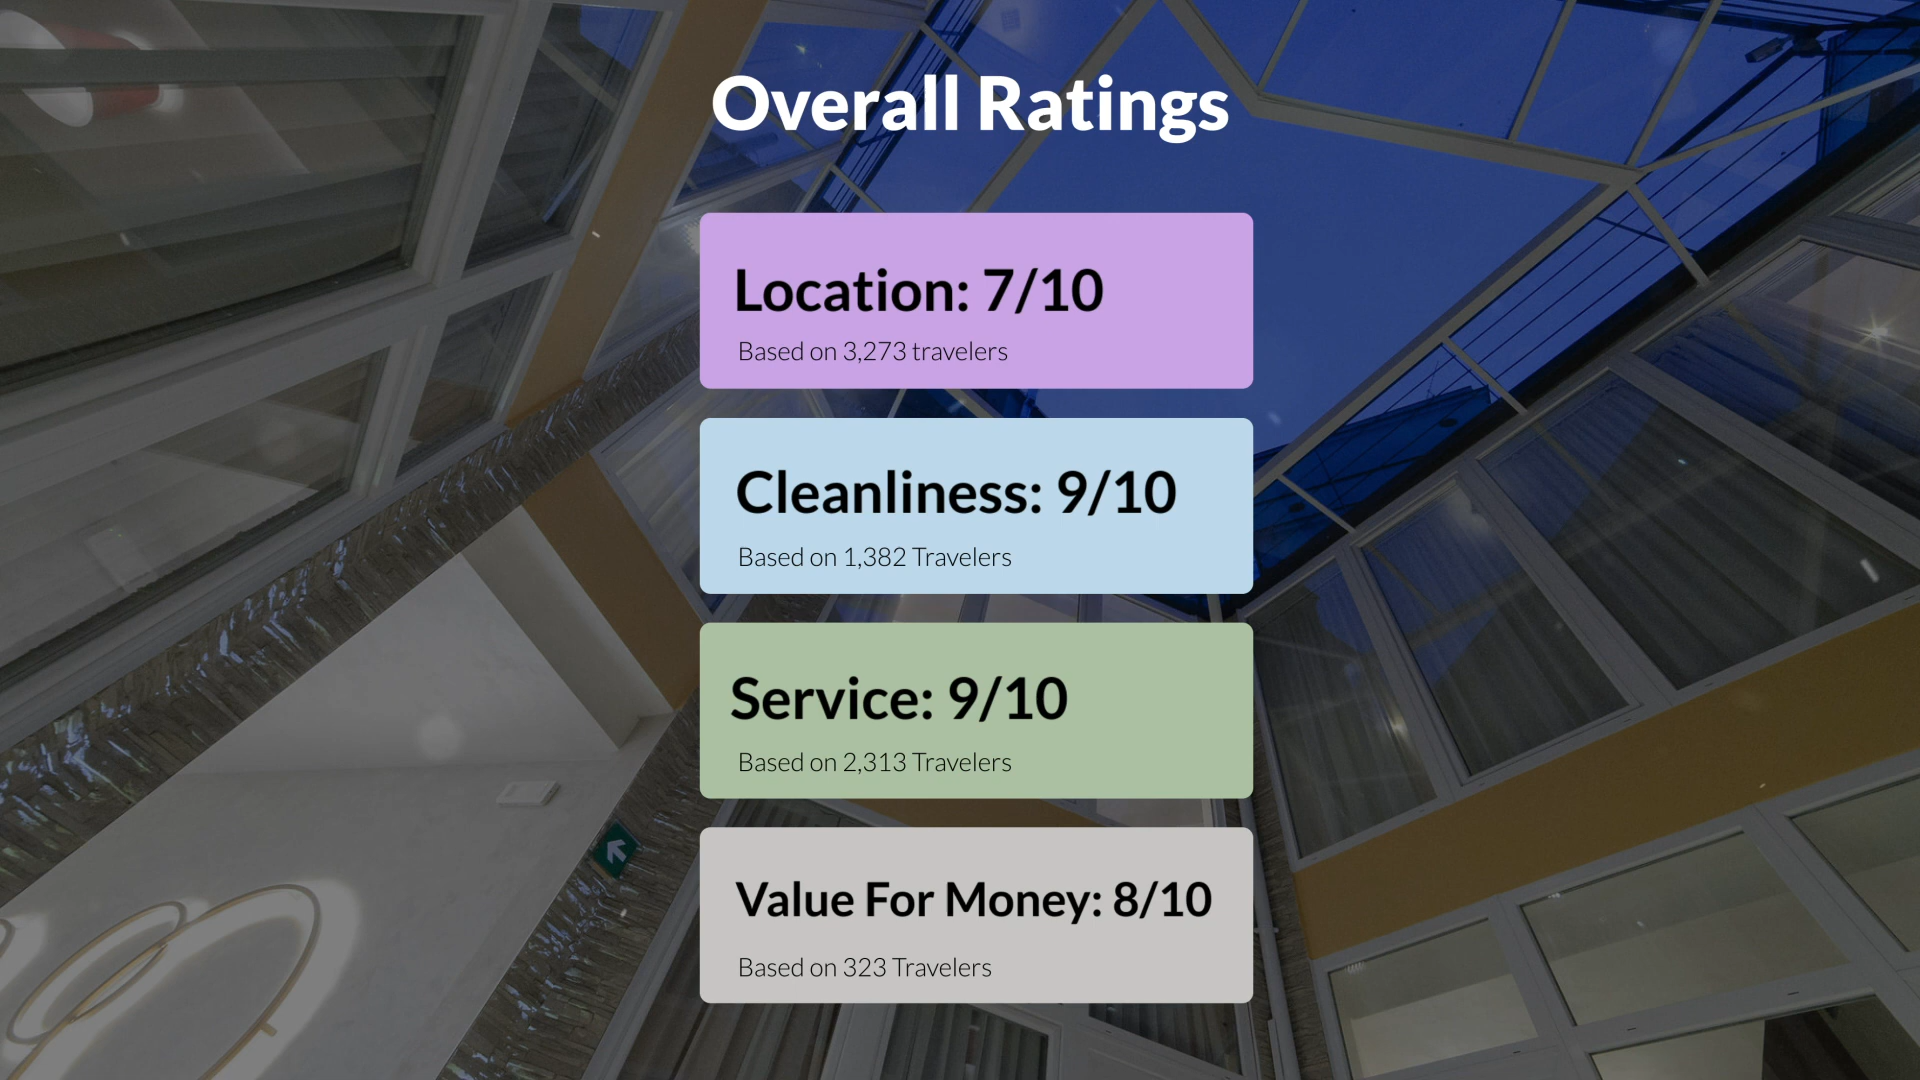 Overall Ratings
Location: 7/10
Based on 3,273 travelers
Cleanliness: 9/10
Based on 1,382 Travelers
Service: 9/10
Based on 2,313 Travelers
Value For Money: 8/10
Based on 323 Travelers